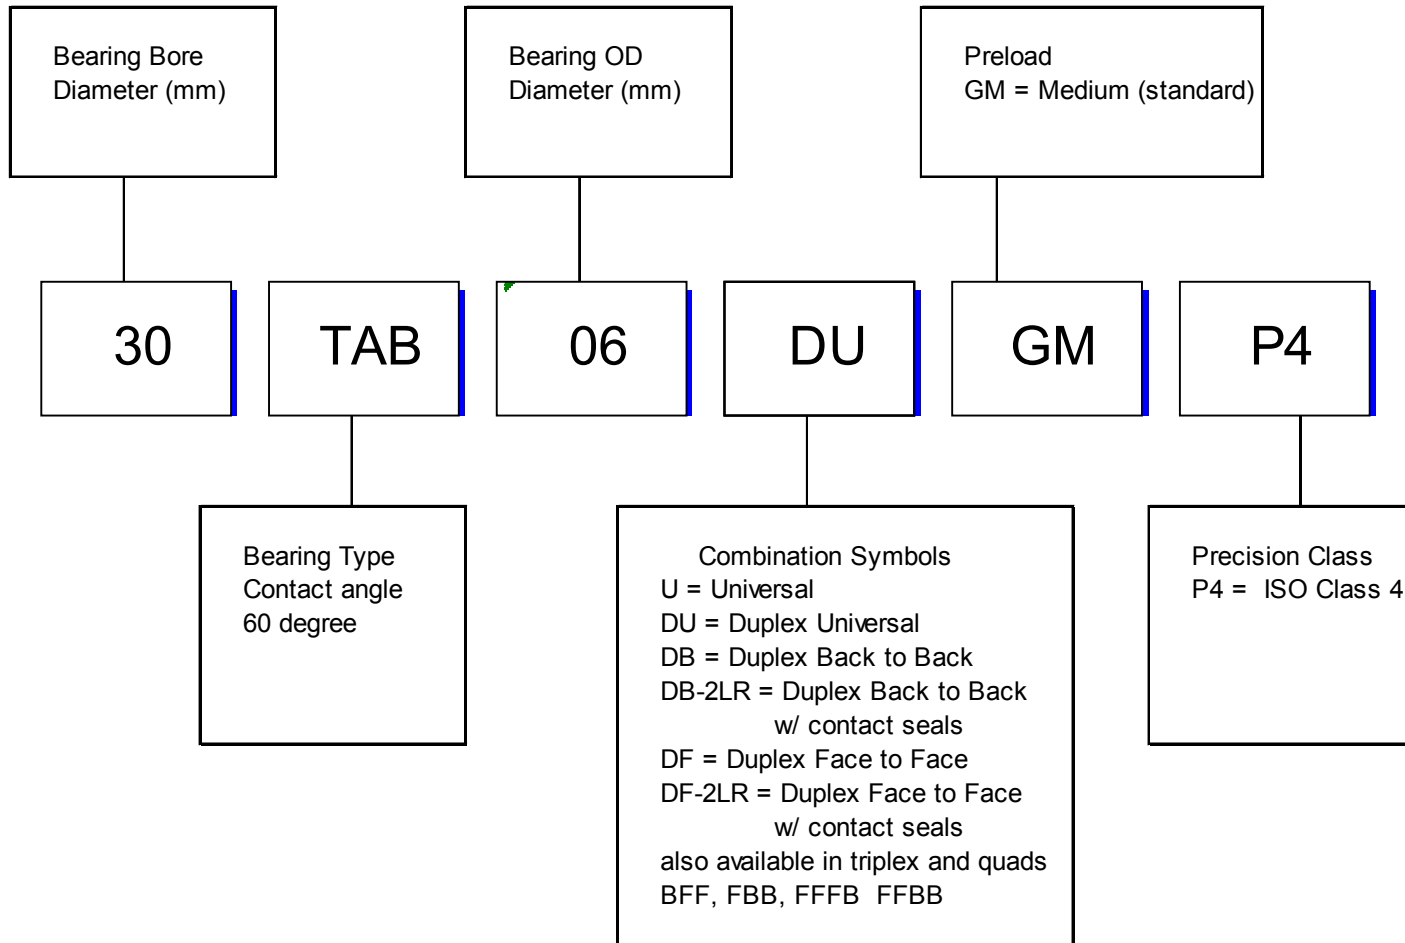 Bearing Bore
Diameter (mm)
Bearing OD
Diameter (mm)
Preload
GM = Medium (standard)
30
TAB
06
DU
GM
P4
Bearing Type
Contact angle
60 degree
Combination Symbols
U = Universal
DU = Duplex Universal
DB = Duplex Back to Back
DB-2LR = Duplex Back to Back
w/ contact seals
DF = Duplex Face to Face
DF-2LR = Duplex Face to Face
w/ contact seals
also available in triplex and quads
BFF, FBB, FFFB FFBB
Precision Class
P4 = ISO Class 4